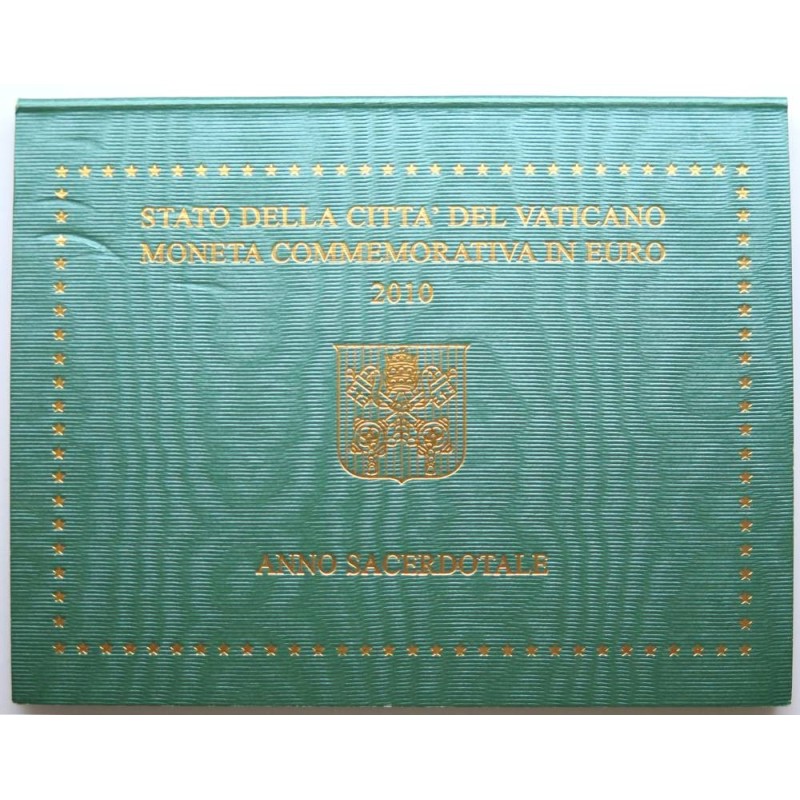 STATO DELLA CITTA' DEL VATICANO
MONETA COMMEMORATIVA IN EURO
2010
ANNO SACERDOTALE